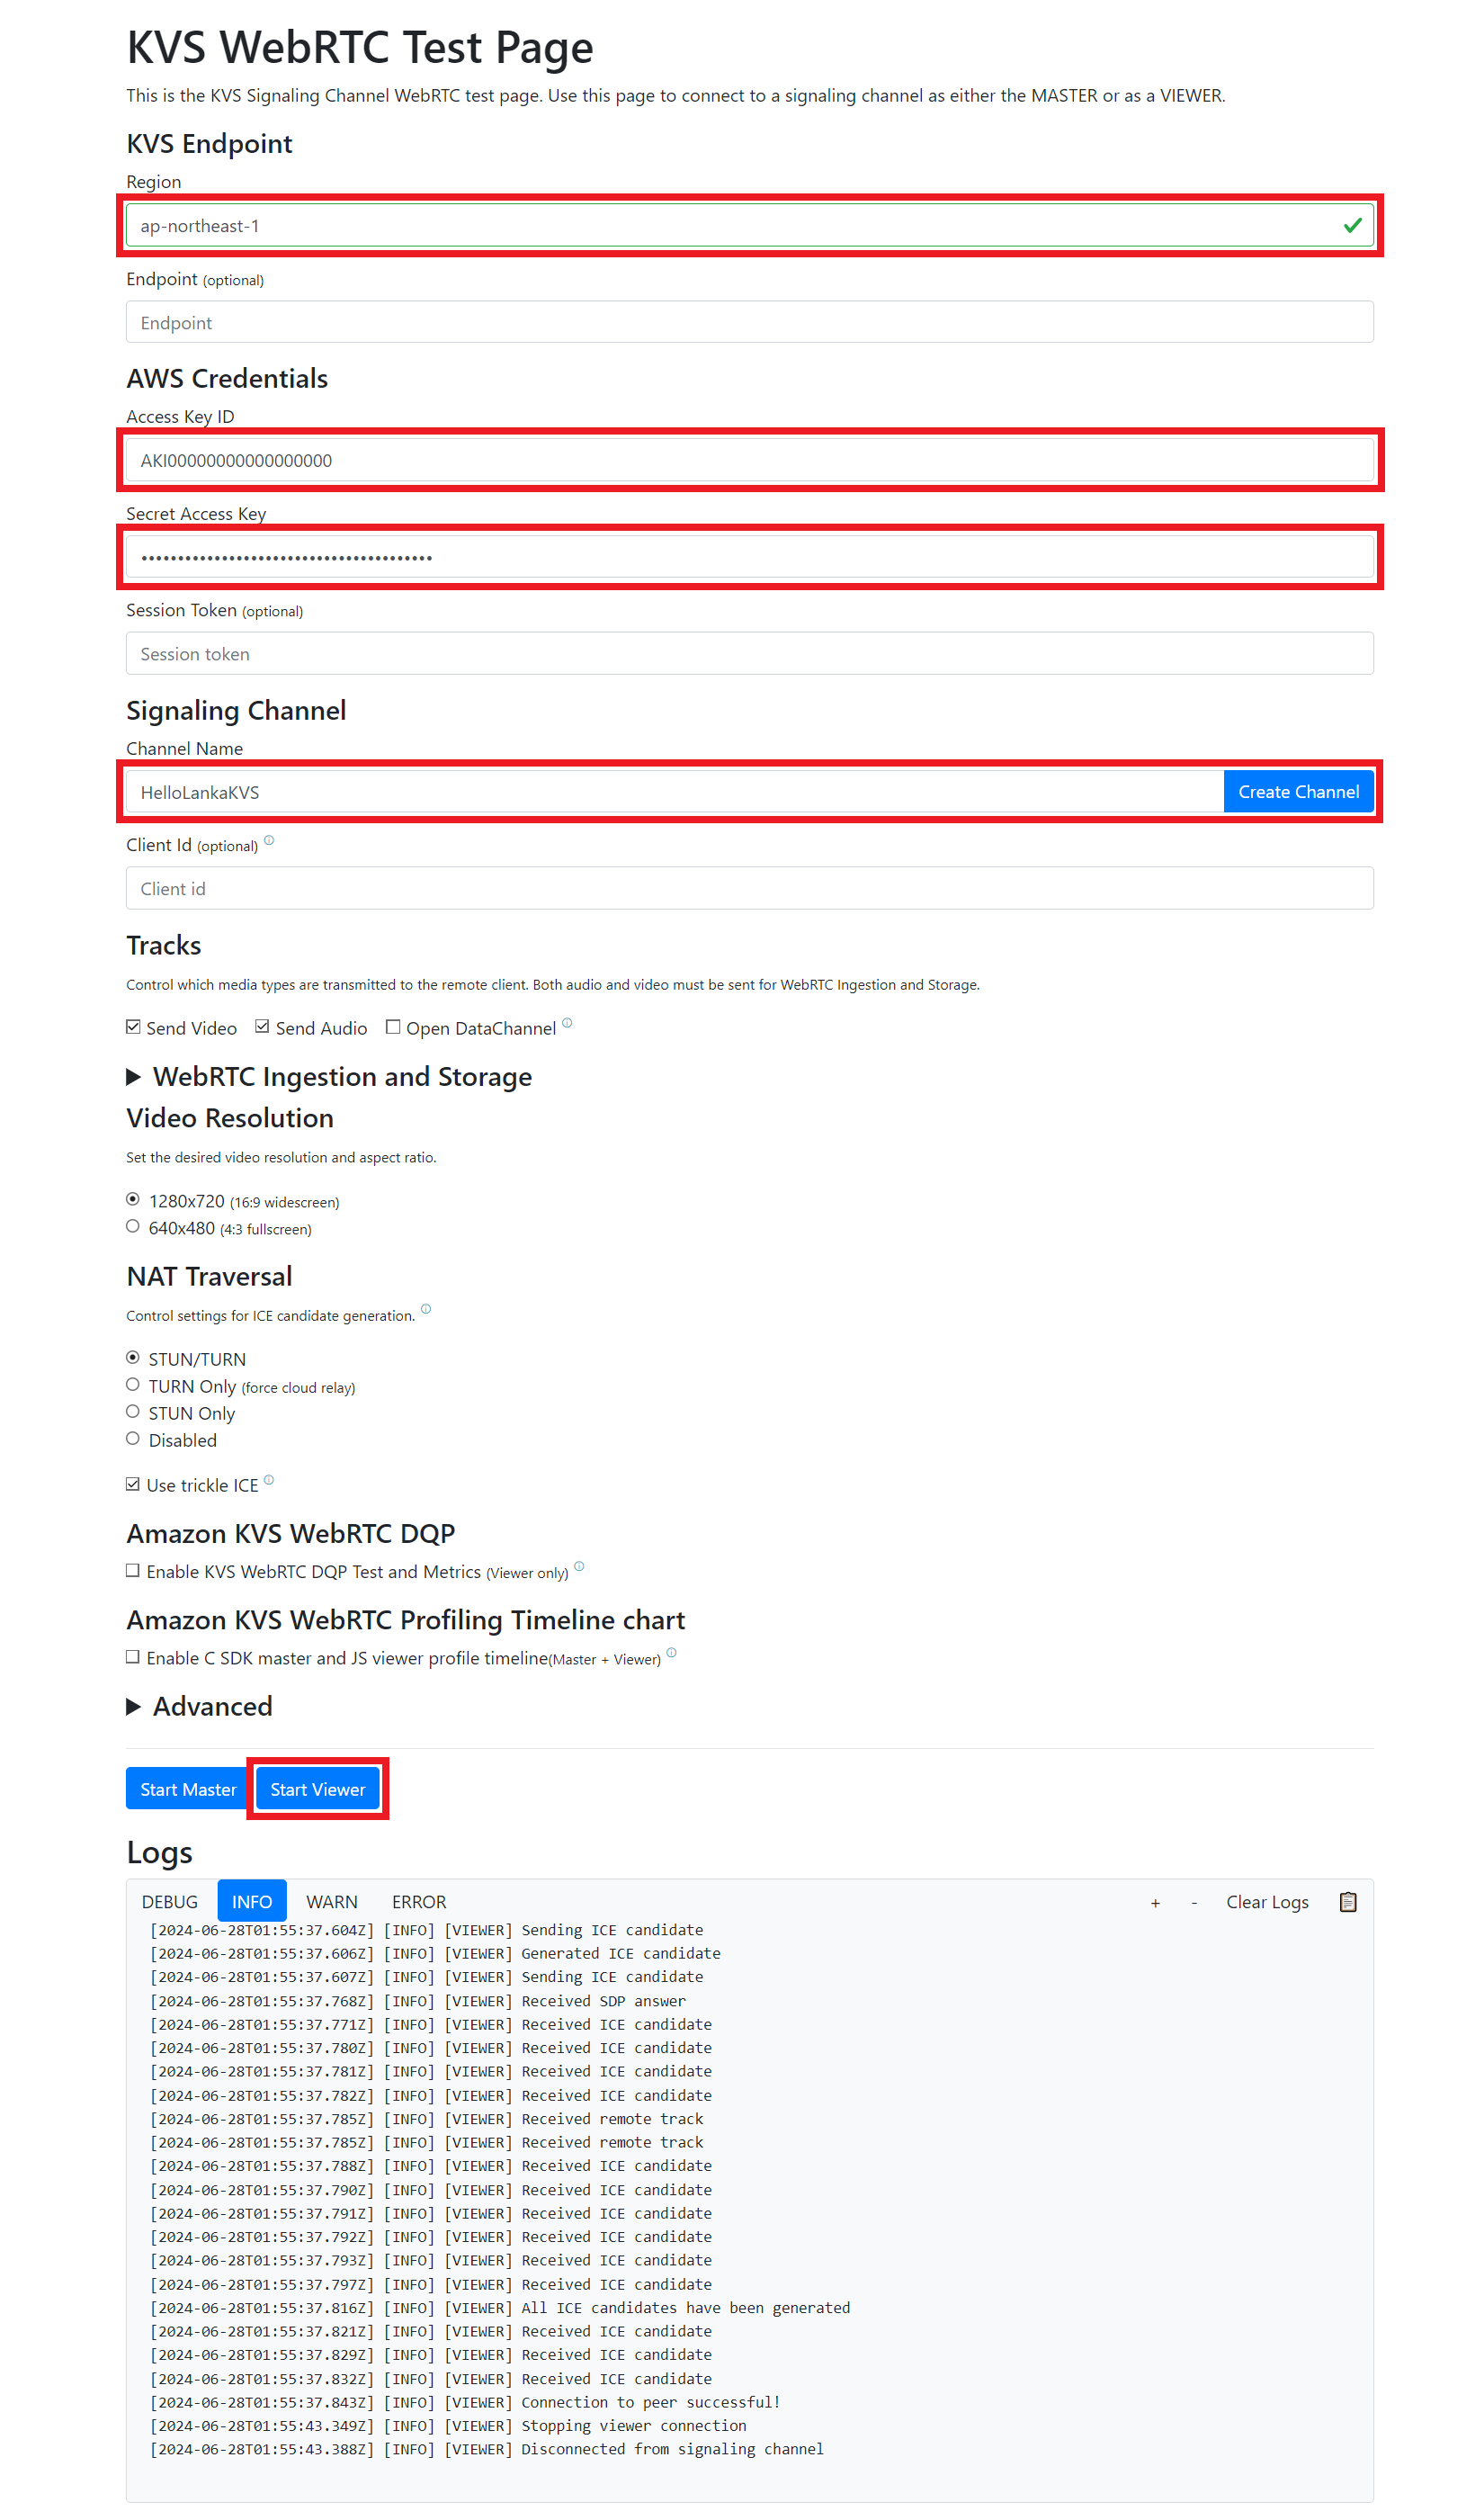 KVS WebRTC Test Page
This is the KVS Signaling Channel WebRTC test page. Use this page to connect to a signaling channel as either the MASTER or as a VIEWER.
KVS Endpoint
Region
ap-northeast-1
Endpoint (optional)
Endpoint
AWS Credentials
Access Key ID
AKI00000000000000000
Secret Access Key
••••••••••••••••••••••••••••••••••••••••
Session Token (optional)
Session token
Signaling Channel
Channel Name
HelloLankaKVS Create Channel
Client Id (optional)
Client id
Tracks
Control which media types are transmitted to the remote client. Both audio and video must be sent for WebRTC Ingestion and Storage.
Send Video Send Audio Open DataChannel
WebRTC Ingestion and Storage
Video Resolution
Set the desired video resolution and aspect ratio.
1280x720 (16:9 widescreen)
640x480 (4:3 fullscreen)
NAT Traversal
Control settings for ICE candidate generation.
STUN/TURN
TURN Only (force cloud relay)
STUN Only
Disabled
Use trickle ICE
Amazon KVS WebRTC DQP
Enable KVS WebRTC DQP Test and Metrics (Viewer only)
Amazon KVS WebRTC Profiling Timeline chart
Enable C SDK master and JS viewer profile timeline(Master + Viewer)
Advanced
Start Master Start Viewer
Logs
DEBUG INFO WARN ERROR + - Clear Logs
[2024-06-28T01:55:37.604Z] [INFO] [VIEWER] Sending ICE candidate
[2024-06-28T01:55:37.606Z] [INFO] [VIEWER] Generated ICE candidate
[2024-06-28T01:55:37.607Z] [INFO] [VIEWER] Sending ICE candidate
[2024-06-28T01:55:37.768Z] [INFO] [VIEWER] Received SDP answer
[2024-06-28T01:55:37.771Z] [INFO] [VIEWER] Received ICE candidate
[2024-06-28T01:55:37.780Z] [INFO] [VIEWER] Received ICE candidate
[2024-06-28T01:55:37.781Z] [INFO] [VIEWER] Received ICE candidate
[2024-06-28T01:55:37.782Z] [INFO] [VIEWER] Received ICE candidate
[2024-06-28T01:55:37.785Z] [INFO] [VIEWER] Received remote track
[2024-06-28T01:55:37.785Z] [INFO] [VIEWER] Received remote track
[2024-06-28T01:55:37.788Z] [INFO] [VIEWER] Received ICE candidate
[2024-06-28T01:55:37.790Z] [INFO] [VIEWER] Received ICE candidate
[2024-06-28T01:55:37.791Z] [INFO] [VIEWER] Received ICE candidate
[2024-06-28T01:55:37.792Z] [INFO] [VIEWER] Received ICE candidate
[2024-06-28T01:55:37.793Z] [INFO] [VIEWER] Received ICE candidate
[2024-06-28T01:55:37.797Z] [INFO] [VIEWER] Received ICE candidate
[2024-06-28T01:55:37.816Z] [INFO] [VIEWER] All ICE candidates have been generated
[2024-06-28T01:55:37.821Z] [INFO] [VIEWER] Received ICE candidate
[2024-06-28T01:55:37.829Z] [INFO] [VIEWER] Received ICE candidate
[2024-06-28T01:55:37.832Z] [INFO] [VIEWER] Received ICE candidate
[2024-06-28T01:55:37.843Z] [INFO] [VIEWER] Connection to peer successful!
[2024-06-28T01:55:43.349Z] [INFO] [VIEWER] Stopping viewer connection
[2024-06-28T01:55:43.388Z] [INFO] [VIEWER] Disconnected from signaling channel